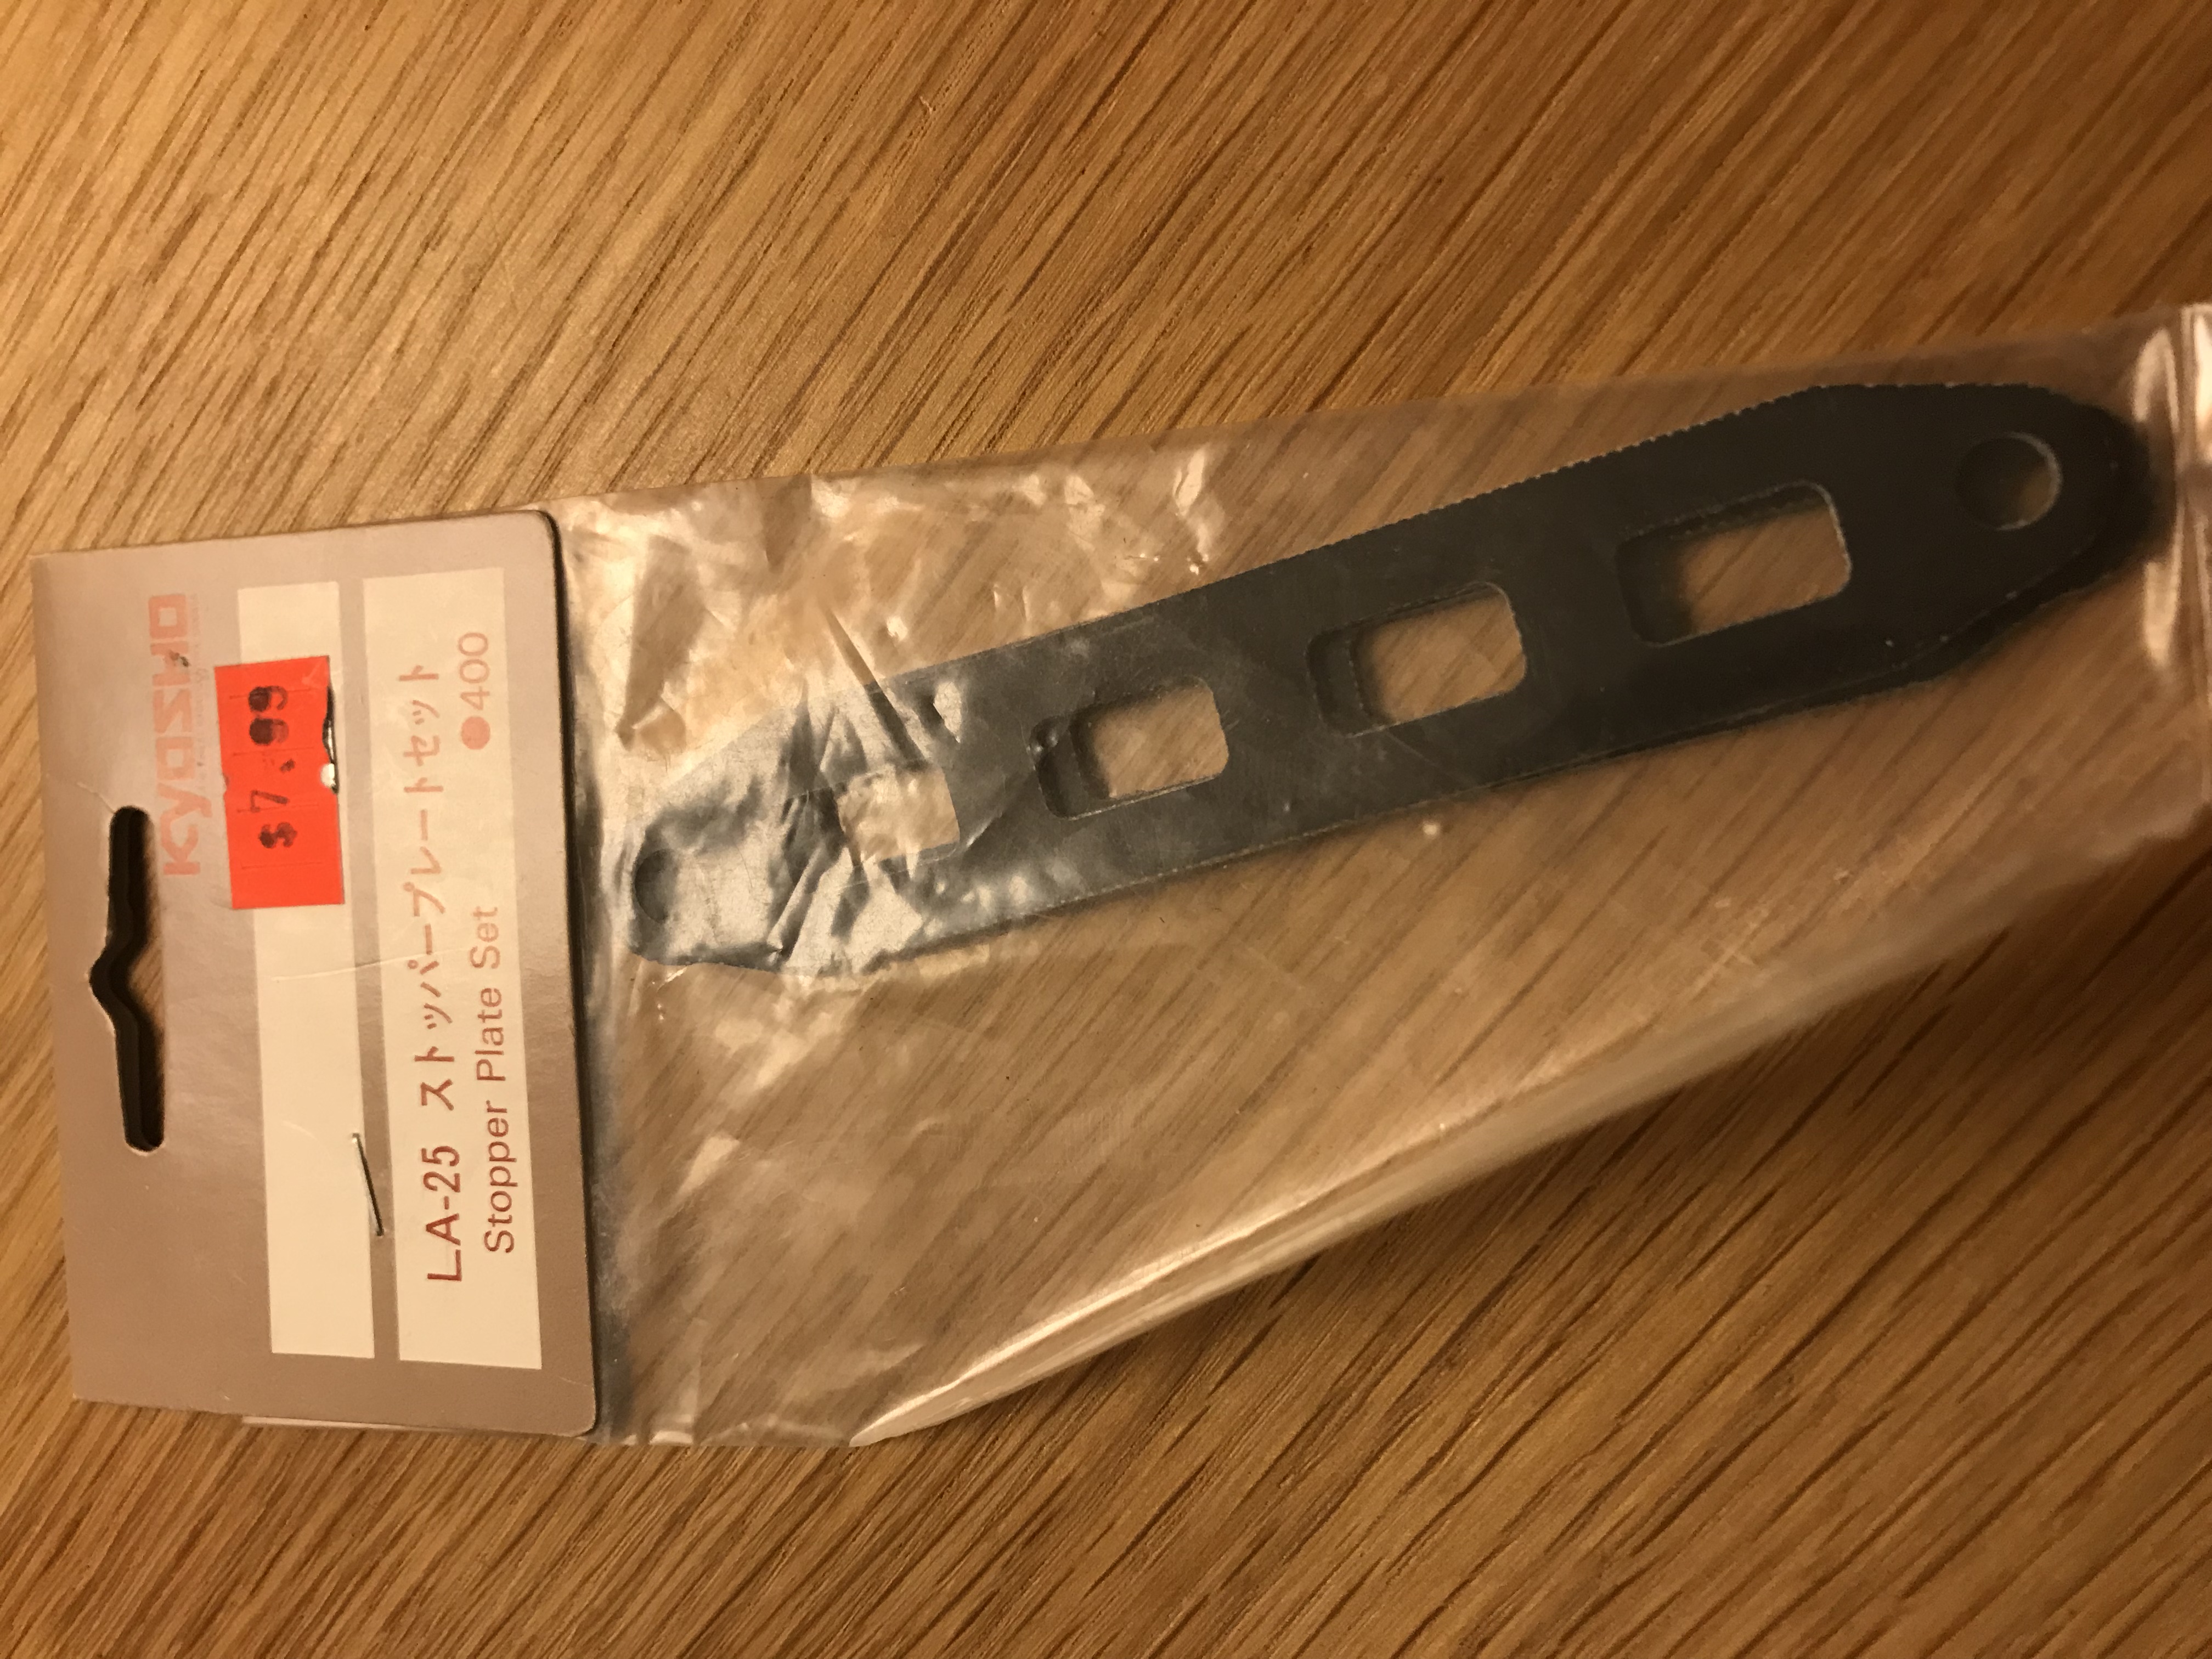 KYOSHO
$7.99
LA-25 ストッパープレートセット
Stopper Plate Set ●400